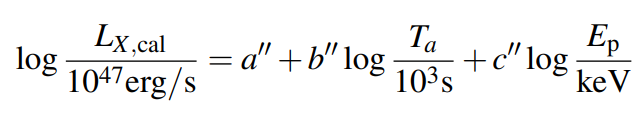 log L_{X,cal} / 10^{47} erg/s = a″ + b″ log T_a / 10^3 s + c″ log E_p / keV